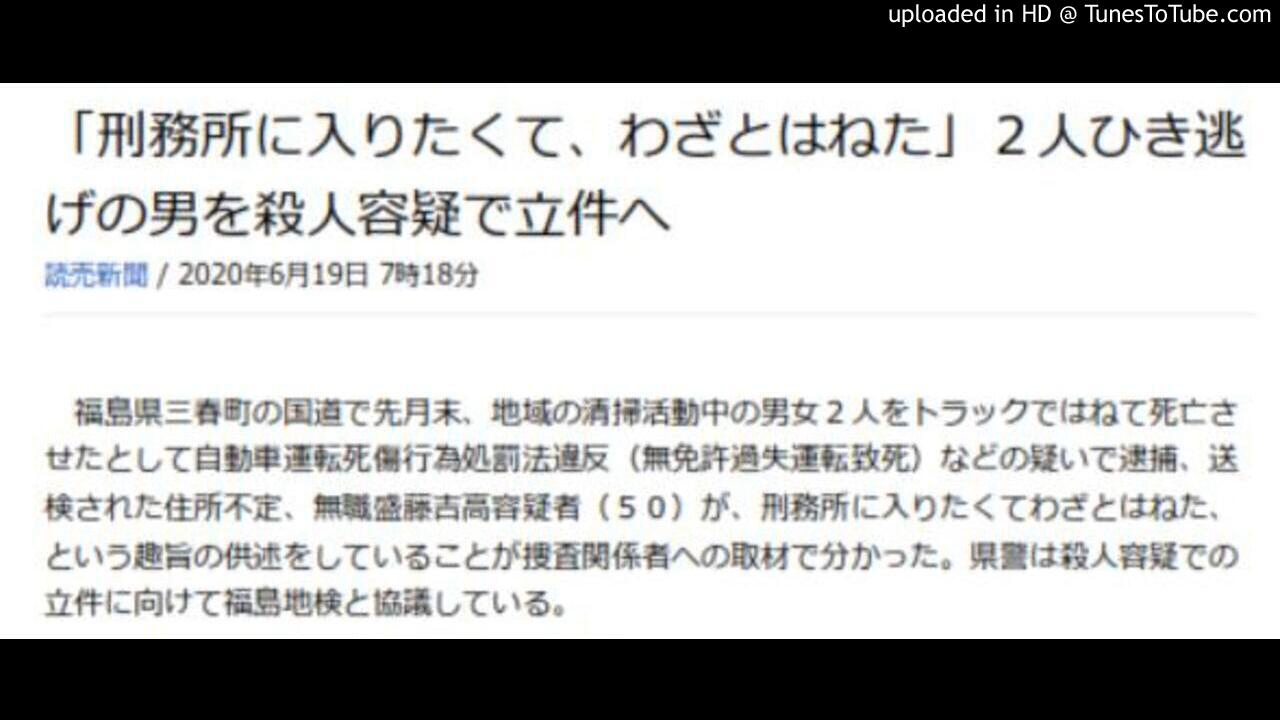 uploaded in HD @ TunesToTube.com
「刑務所に入りたくて、わざとはねた」２人ひき逃
げの男を殺人容疑で立件へ
読売新聞 / 2020年6月19日 7時18分
福島県三春町の国道で先月末、地域の清掃活動中の男女２人をトラックではねて死亡さ
せたとして自動車運転死傷行為処罰法違反（無免許過失運転致死）などの疑いで逮捕、送
検された住所不定、無職盛藤吉高容疑者（５０）が、刑務所に入りたくてわざとはねた、
という趣旨の供述をしていることが捜査関係者への取材で分かった。県警は殺人容疑での
立件に向けて福島地検と協議している。